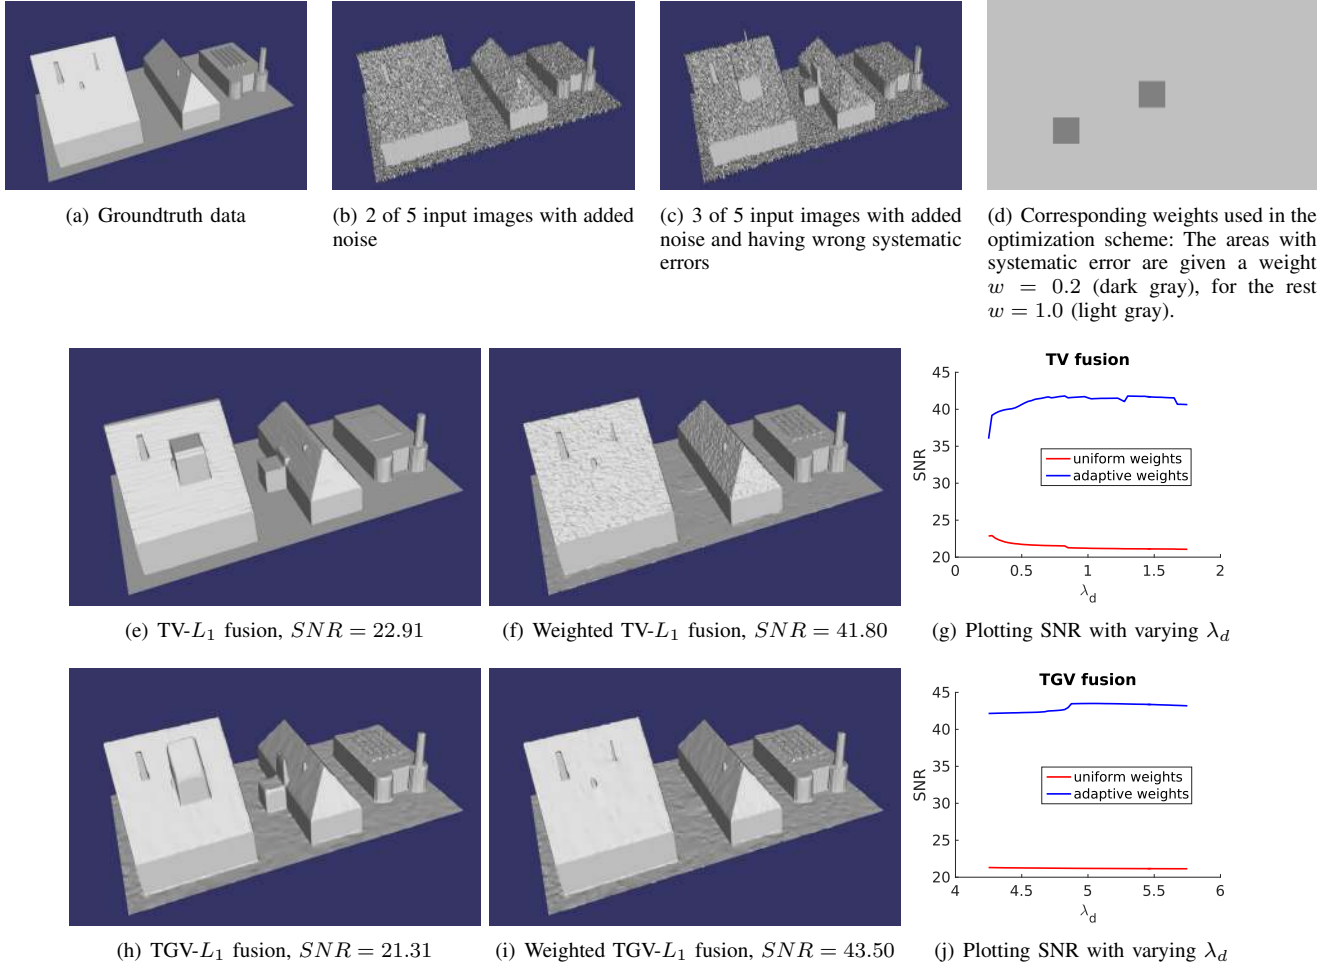 (a) Groundtruth data
(b) 2 of 5 input images with added
noise
(c) 3 of 5 input images with added
noise and having wrong systematic
errors
(d) Corresponding weights used in the
optimization scheme: The areas with
systematic error are given a weight
w = 0.2 (dark gray), for the rest
w = 1.0 (light gray).
TV fusion
45
40
35
30
25
20
SNR
uniform weights
adaptive weights
0 0.5 1 1.5 2
λ_d
(e) TV-L₁ fusion, SNR = 22.91
(f) Weighted TV-L₁ fusion, SNR = 41.80
(g) Plotting SNR with varying λ_d
TGV fusion
45
40
35
30
25
20
SNR
uniform weights
adaptive weights
4 4.5 5 5.5 6
λ_d
(h) TGV-L₁ fusion, SNR = 21.31
(i) Weighted TGV-L₁ fusion, SNR = 43.50
(j) Plotting SNR with varying λ_d